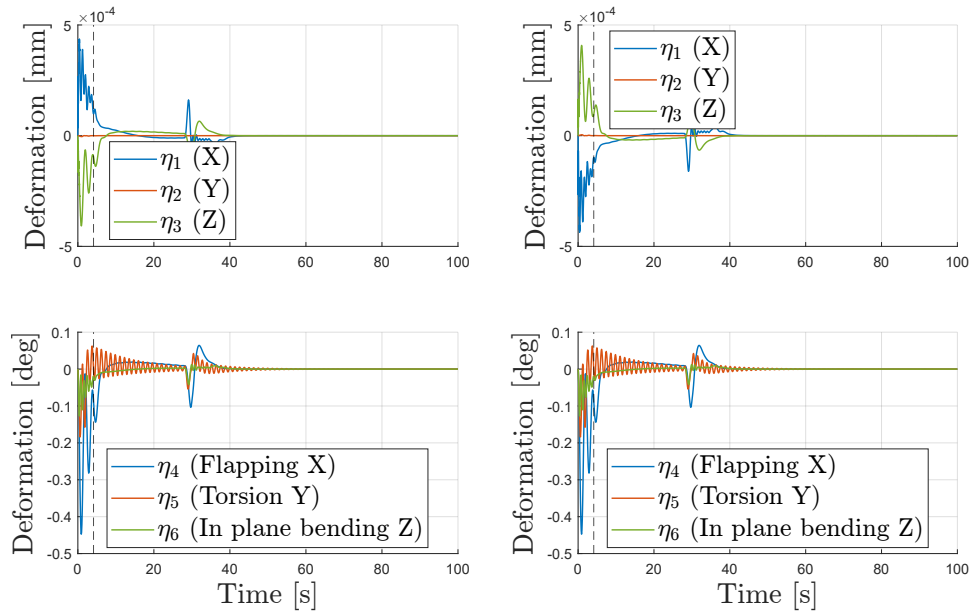 ×10⁻⁴
5
0
-5
Deformation [mm]
η₁ (X)
η₂ (Y)
η₃ (Z)
0 20 40 60 80 100
×10⁻⁴
5
0
-5
Deformation [mm]
η₁ (X)
η₂ (Y)
η₃ (Z)
0 20 40 60 80 100
0.1
0
-0.1
-0.2
-0.3
-0.4
-0.5
Deformation [deg]
η₄ (Flapping X)
η₅ (Torsion Y)
η₆ (In plane bending Z)
0 20 40 60 80 100
Time [s]
0.1
0
-0.1
-0.2
-0.3
-0.4
-0.5
Deformation [deg]
η₄ (Flapping X)
η₅ (Torsion Y)
η₆ (In plane bending Z)
0 20 40 60 80 100
Time [s]